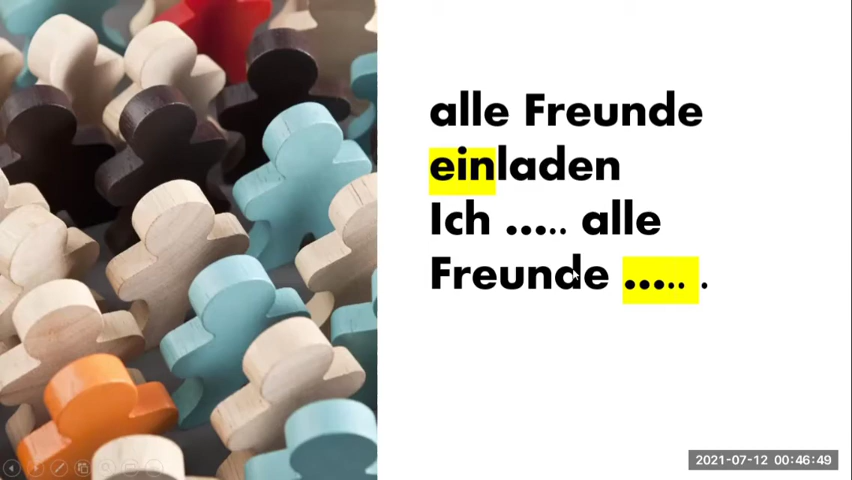 alle Freunde
einladen
Ich ..... alle
Freunde ..... .
2021-07-12 00:46:49